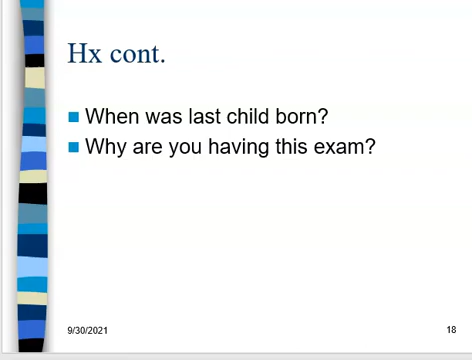 Hx cont.
When was last child born?
Why are you having this exam?
9/30/2021
18